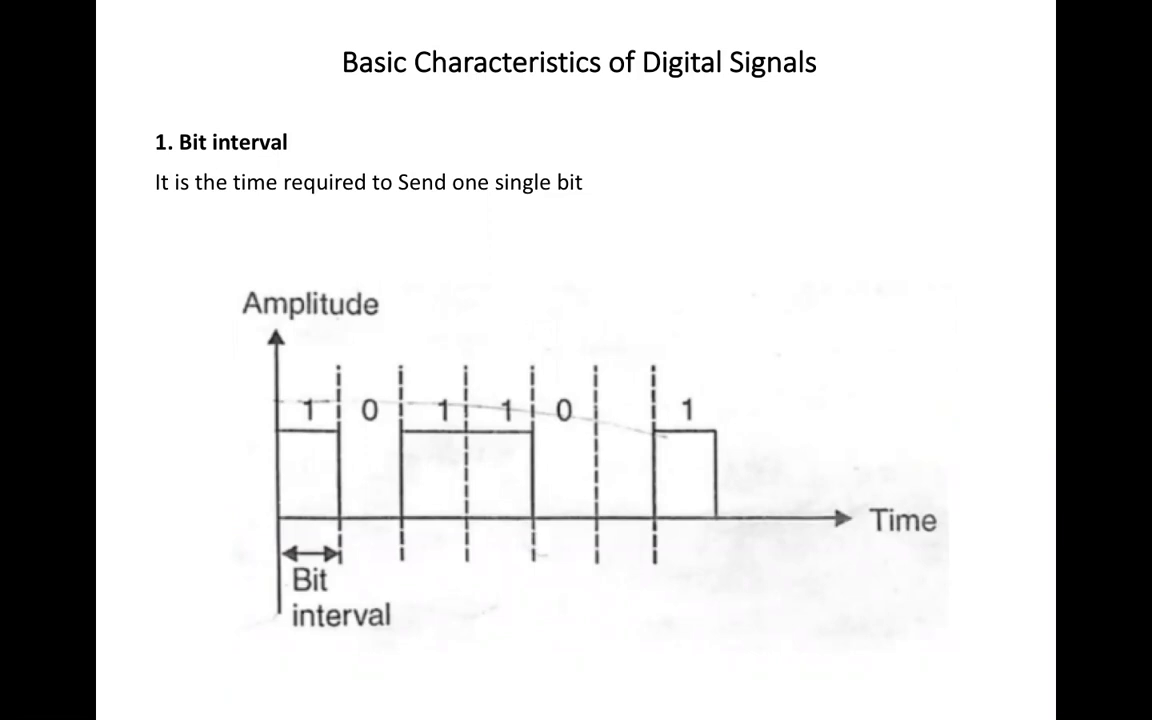 Basic Characteristics of Digital Signals
1. Bit interval
It is the time required to Send one single bit
Amplitude
1 0 1 1 0 1
Time
Bit
interval